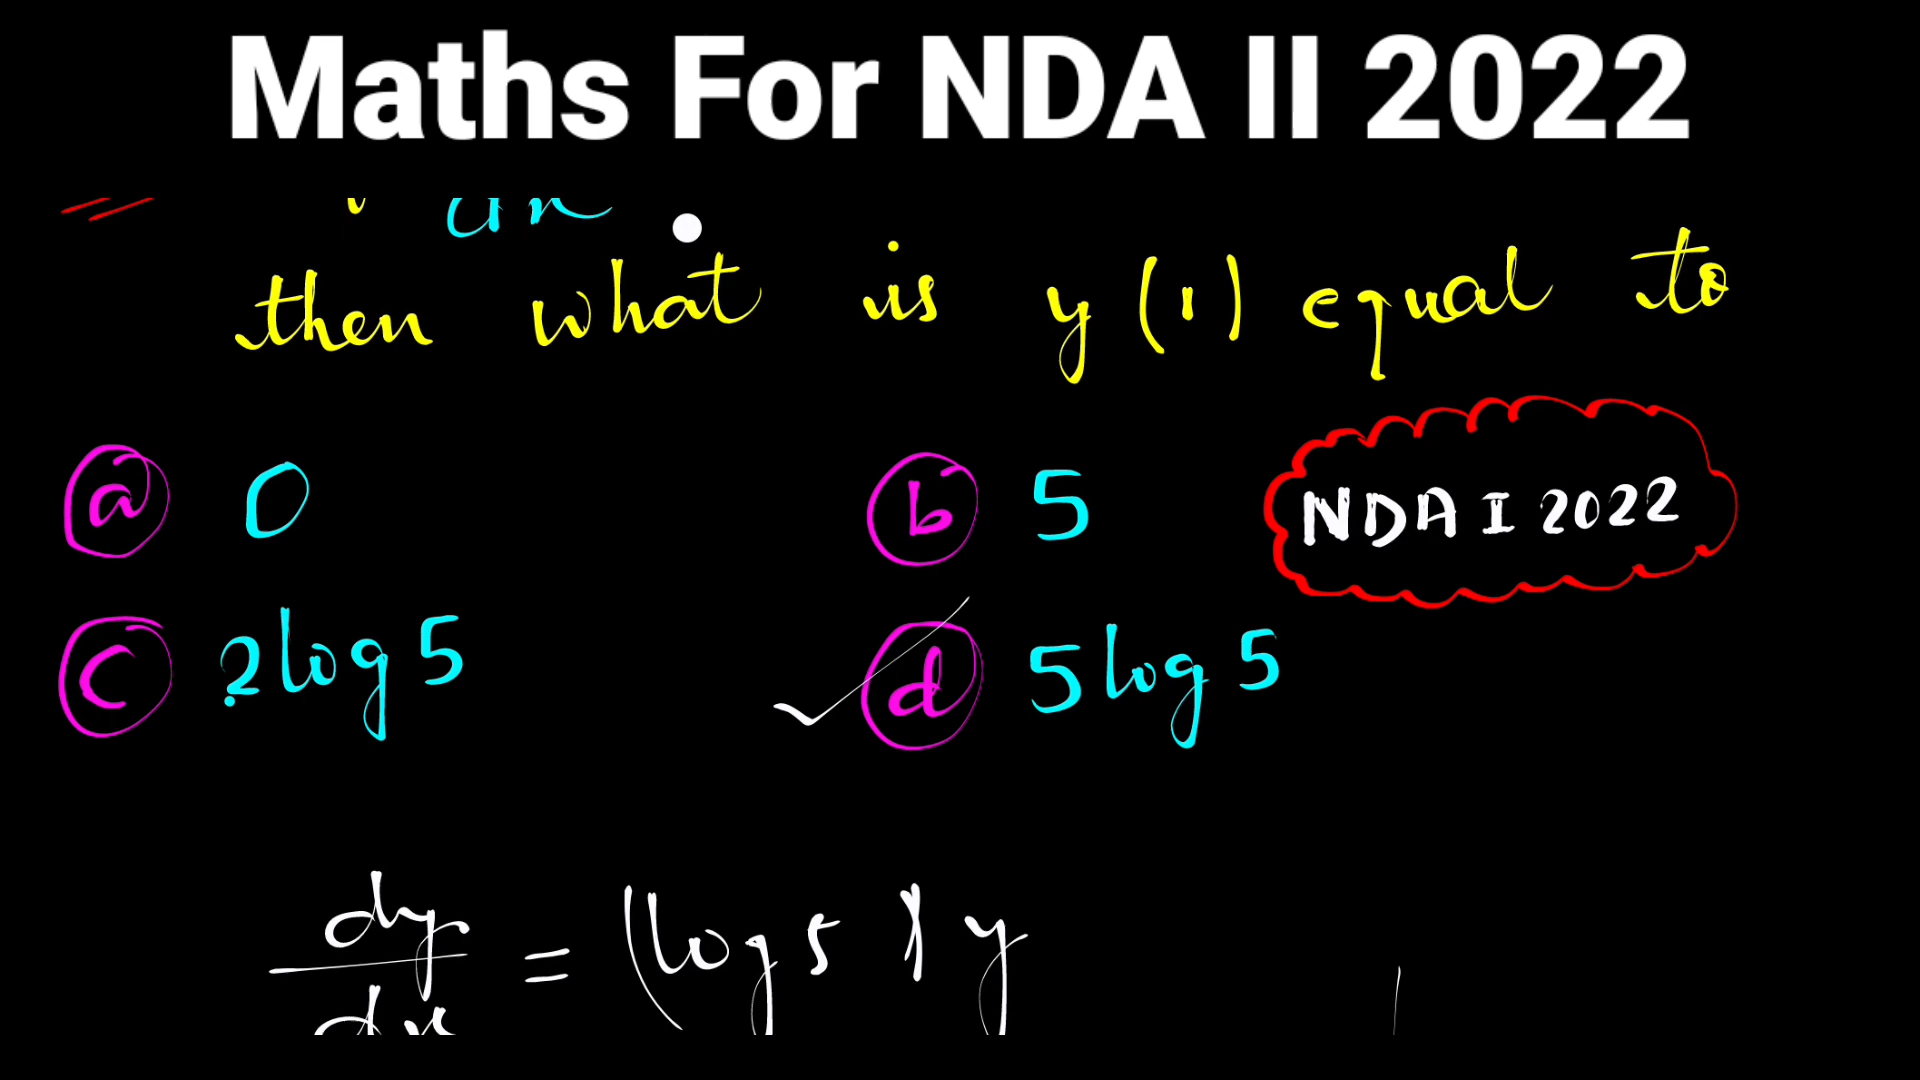 Maths For NDA II 2022
then what is y (1) equal to
(a) 0 (b) 5
NDA I 2022
(c) 2log5 (d) 5log5
dy/dx = (log5)y